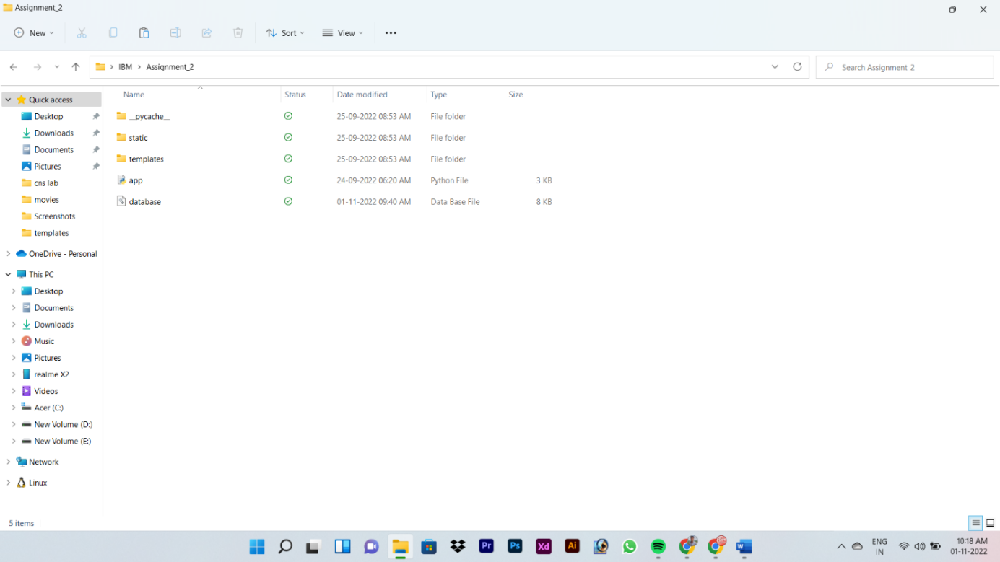 Assignment_2
New Sort View
IBM Assignment_2 Search Assignment_2
Name Status Date modified Type Size
Quick access
Desktop
Downloads
Documents
Pictures
cns lab
movies
Screenshots
templates
OneDrive - Personal
This PC
Desktop
Documents
Downloads
Music
Pictures
realme X2
Videos
Acer (C:)
New Volume (D:)
New Volume (E:)
Network
Linux
__pycache__ 25-09-2022 08:53 AM File folder
static 25-09-2022 08:53 AM File folder
templates 25-09-2022 08:53 AM File folder
app 24-09-2022 06:20 AM Python File 3 KB
database 01-11-2022 09:40 AM Data Base File 8 KB
5 items
Pr Ps Xd Ai W
ENG
IN
10:18 AM
01-11-2022